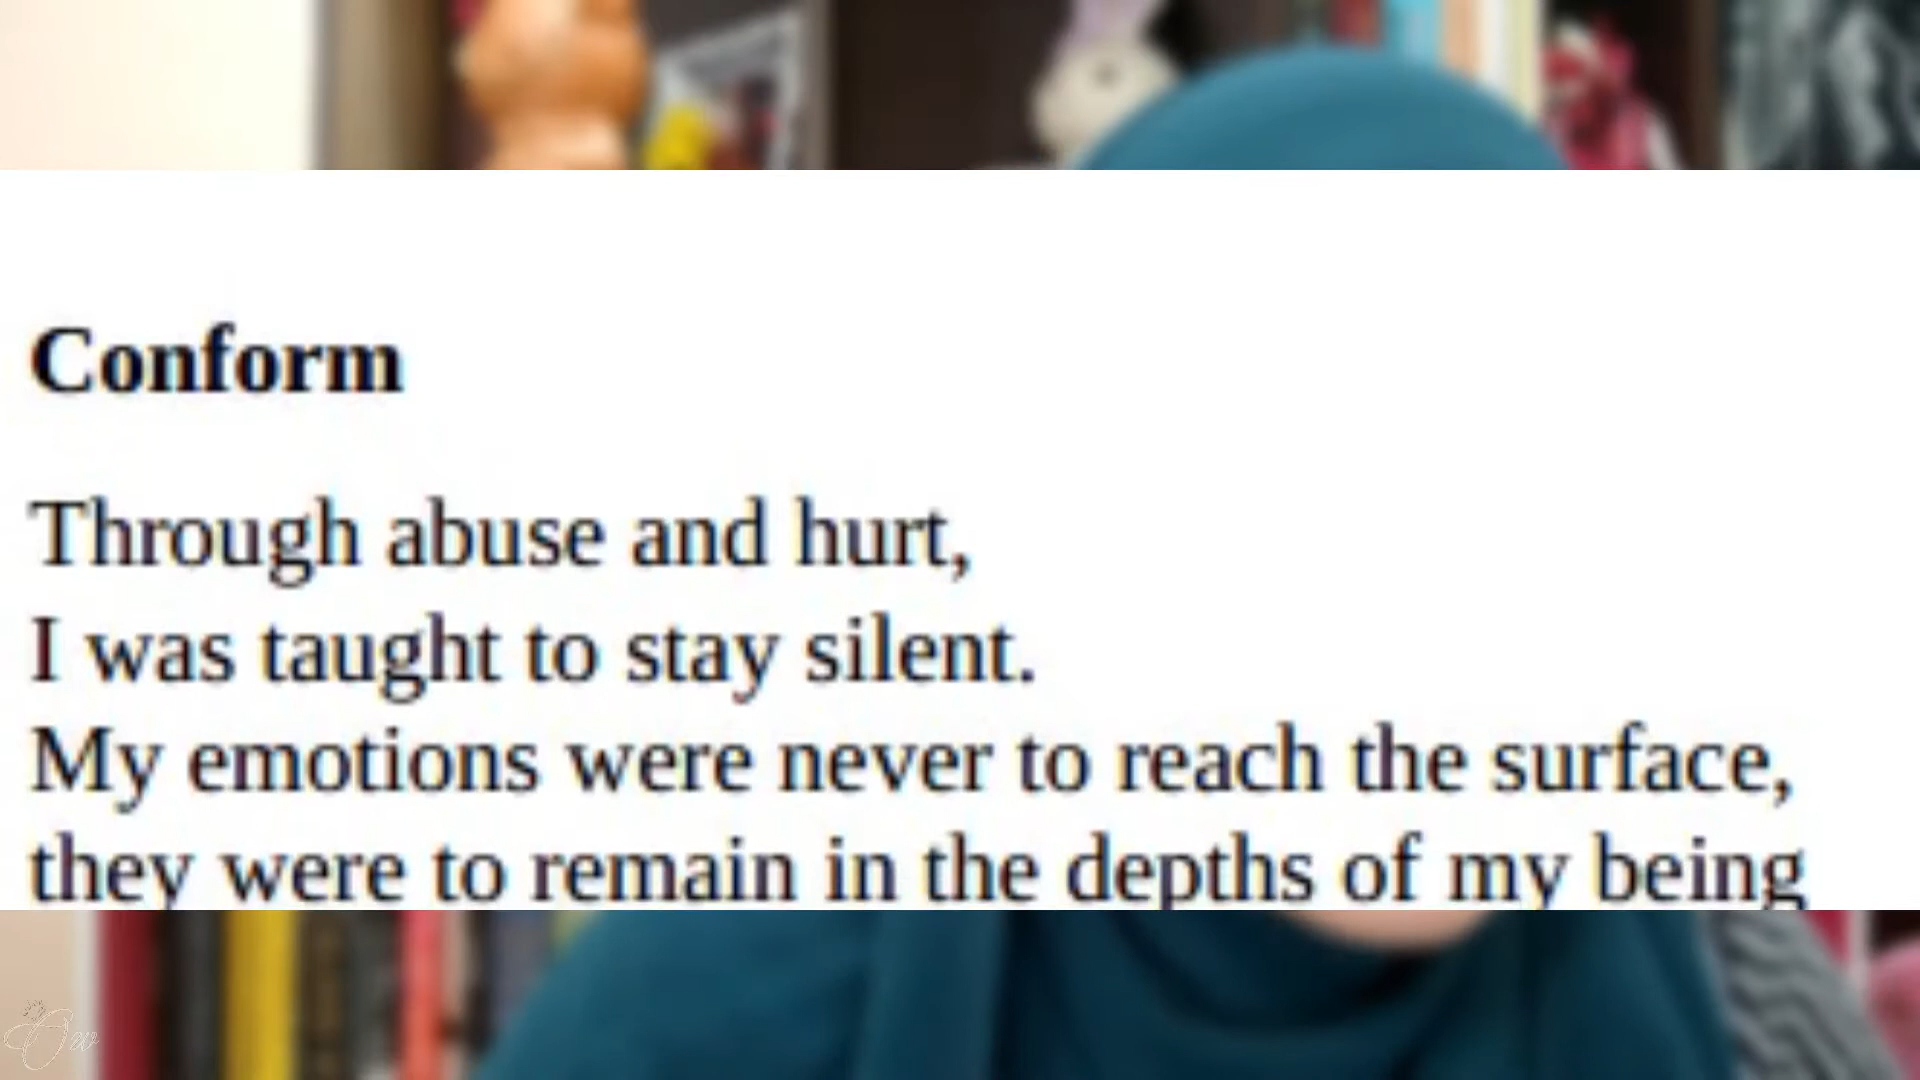 Conform
Through abuse and hurt,
I was taught to stay silent.
My emotions were never to reach the surface,
they were to remain in the depths of my being